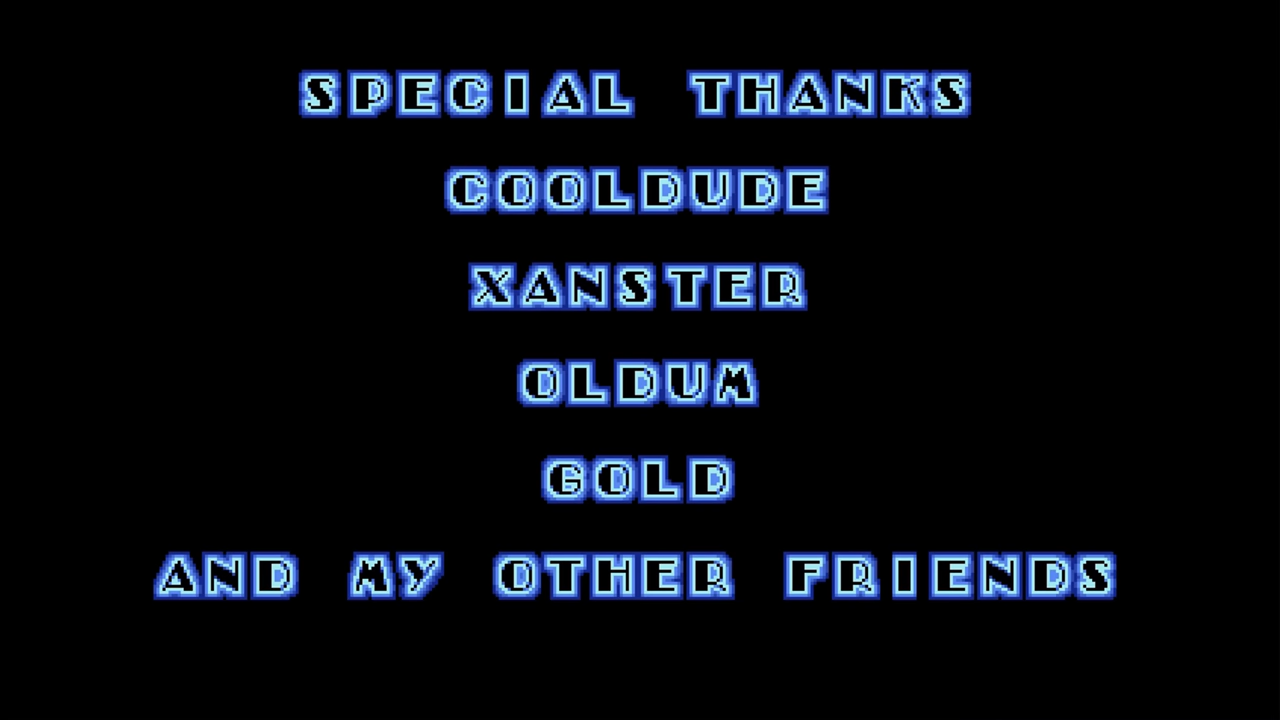 SPECIAL THANKS
COOLDUDE
XANSTER
OLDUM
GOLD
AND MY OTHER FRIENDS